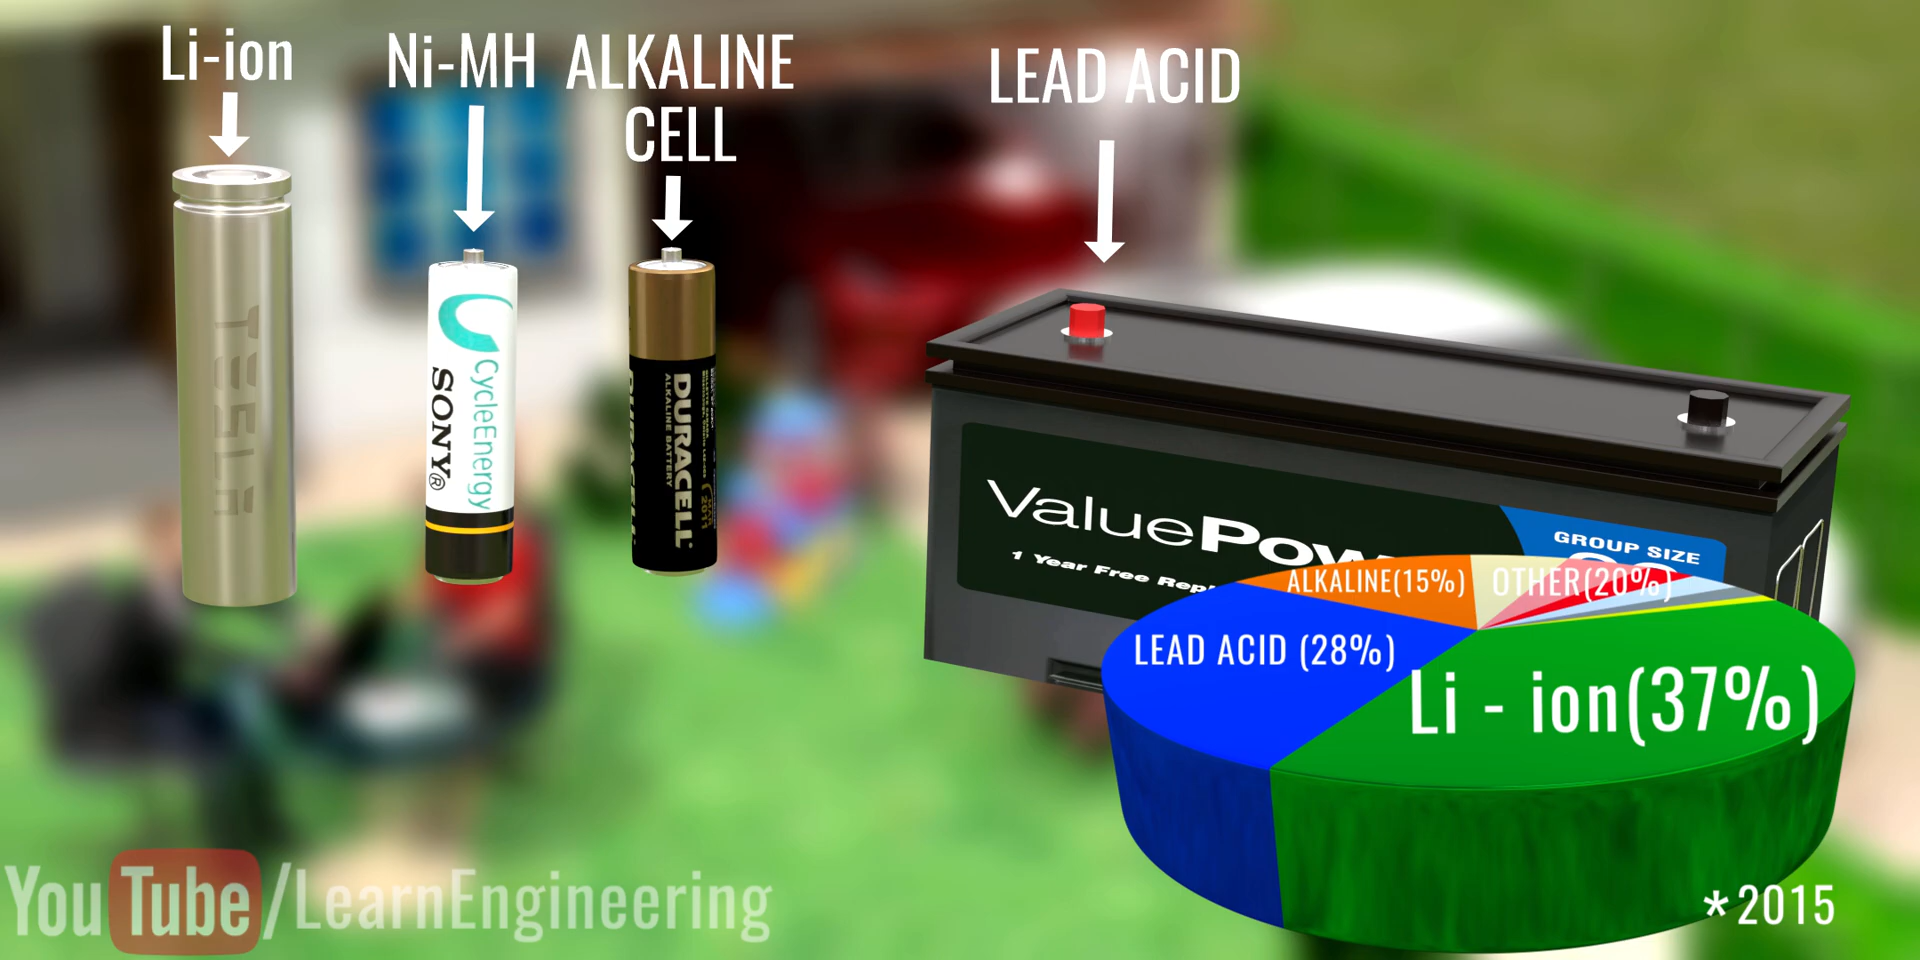 Li-ion
Ni-MH
ALKALINE
CELL
LEAD ACID
TESLA
CycleEnergy
SONY®
DURACELL
ALKALINE BATTERY
ValuePow
1 Year Free Rep
GROUP SIZE
ALKALINE(15%)
OTHER(20%)
LEAD ACID (28%)
Li - ion(37%)
*2015
YouTube/LearnEngineering